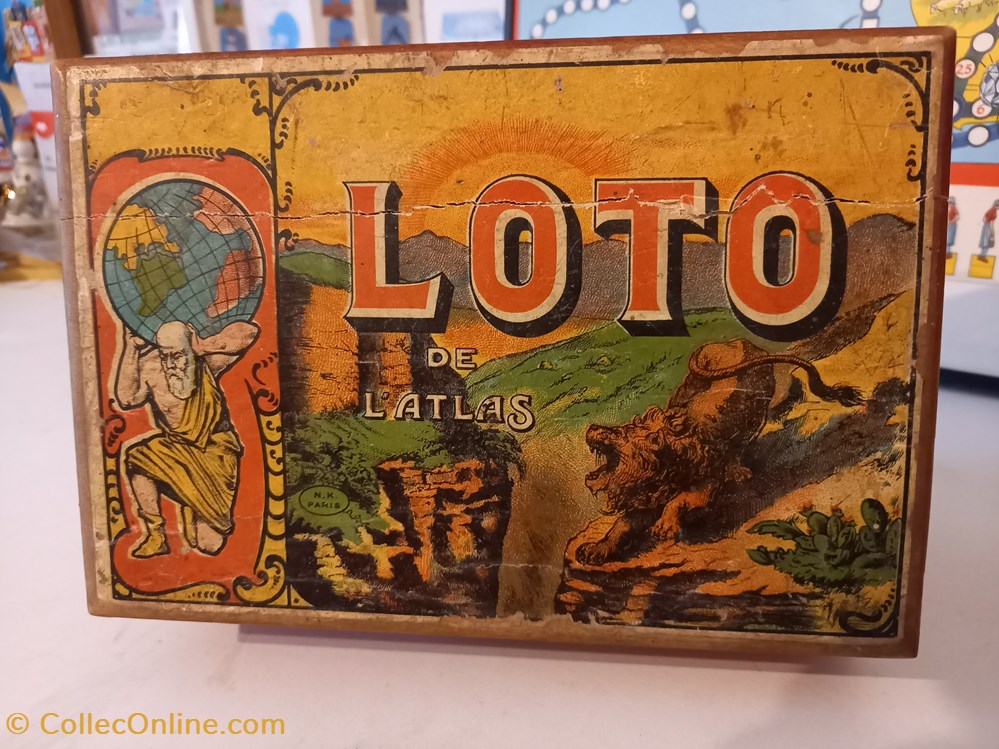 LOTO
DE
L'ATLAS
N.K.
PARIS
© CollecOnline.com